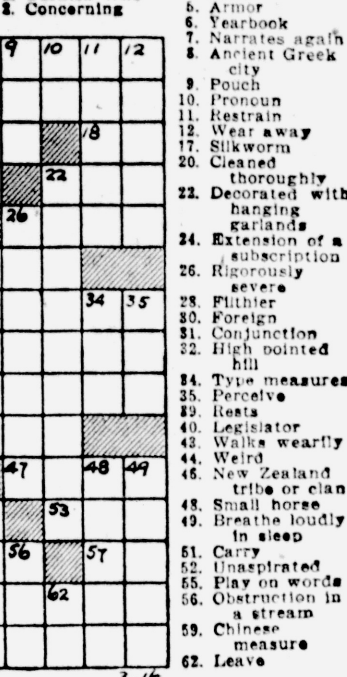 2. Concerning
9 10 11 12
18
22
26
34 35
47 48 49
53
56 57
62
5. Armor
6. Yearbook
7. Narrates again
8. Ancient Greek
city
9. Pouch
10. Pronoun
11. Restrain
12. Wear away
17. Silkworm
20. Cleaned
thoroughly
22. Decorated with
hanging
garlands
24. Extension of a
subscription
26. Rigorously
severe
28. Filthier
30. Foreign
31. Conjunction
32. High pointed
hill
34. Type measures
35. Perceive
39. Rests
40. Legislator
43. Walks wearily
44. Weird
46. New Zealand
tribe or clan
48. Small horse
49. Breathe loudly
in sleep
51. Carry
52. Unaspirated
55. Play on words
56. Obstruction in
a stream
59. Chinese
measure
62. Leave